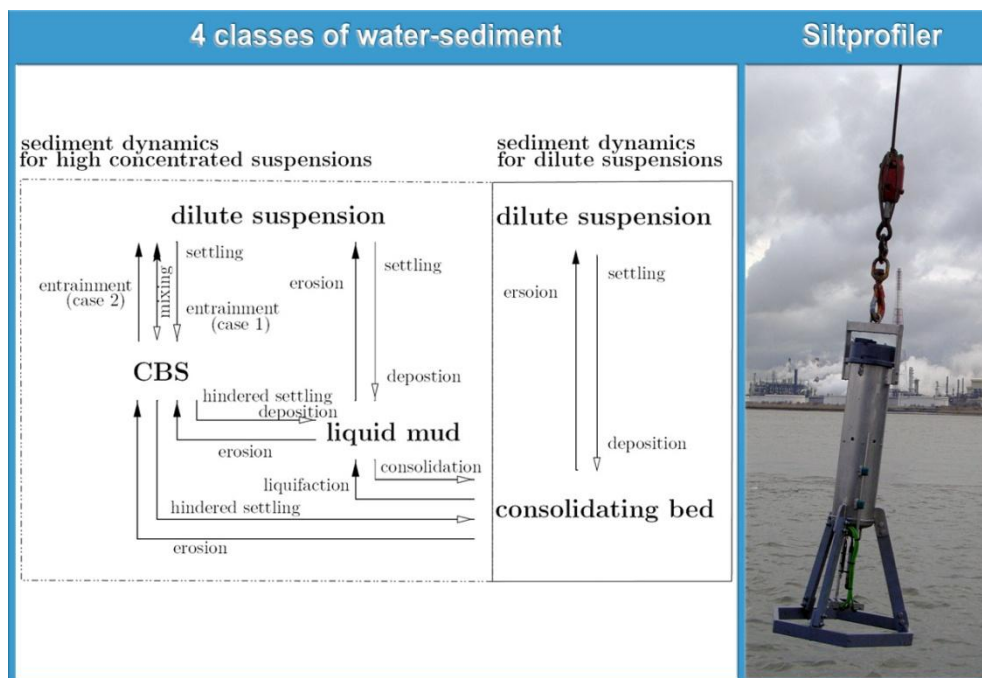 4 classes of water-sediment
Siltprofiler
sediment dynamics
for high concentrated suspensions
sediment dynamics
for dilute suspensions
dilute suspension
dilute suspension
settling
entrainment
(case 2)
mixing
entrainment
(case 1)
erosion
settling
ersoion
settling
CBS
depostion
hindered settling
deposition
liquid mud
erosion
deposition
consolidation
liquifaction
hindered settling
consolidating bed
erosion